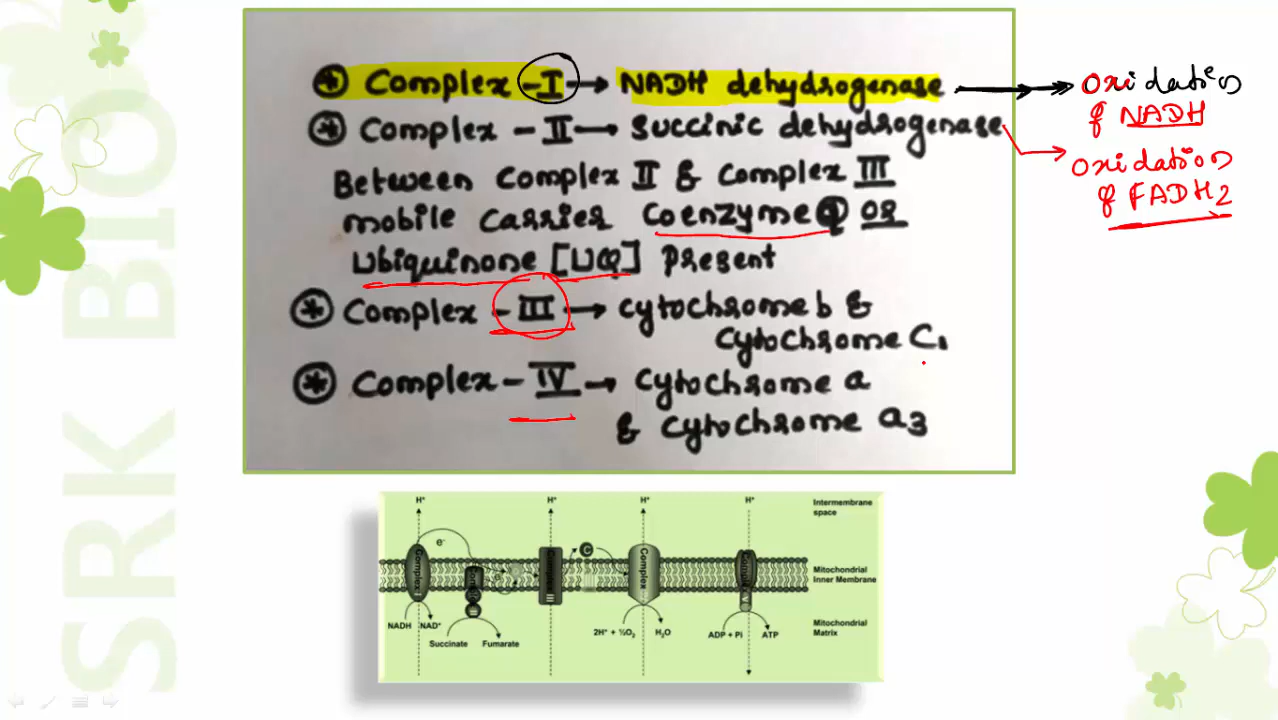 SSRK BIO
* Complex - I → NADH dehydrogenase
oxidation
of NADH
* Complex - II → Succinic dehydrogenase
oxidation
of FADH2
Between Complex II & Complex III
mobile carrier Coenzyme Q or
Ubiquinone [UQ] Present
* Complex - III → cytochrome b &
cytochrome C1
* Complex - IV → cytochrome a
& cytochrome a3
H⁺ H⁺ H⁺ H⁺
Intermembrane
space
e⁻
C
Complex I
Complex III
Complex
Mitochondrial
Inner Membrane
NADH NAD⁺
Succinate Fumarate
2H⁺ + ½O₂ H₂O
ADP + Pi ATP
Mitochondrial
Matrix